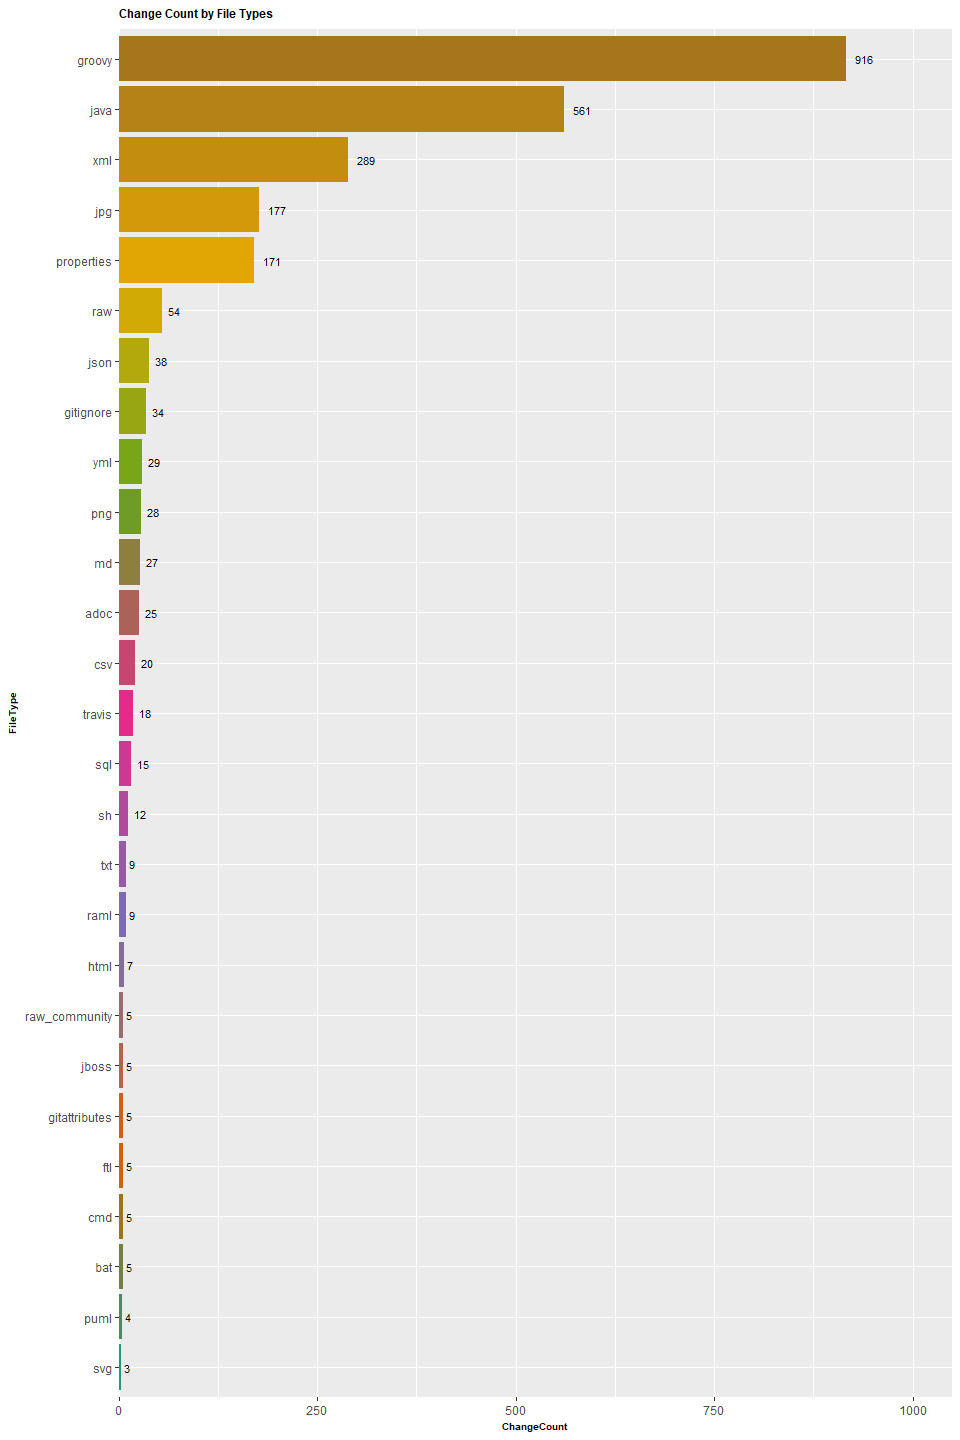 Change Count by File Types
groovy 916
java 561
xml 289
jpg 177
properties 171
raw 54
json 38
gitignore 34
yml 29
png 28
md 27
adoc 25
csv 20
travis 18
sql 15
sh 12
txt 9
raml 9
html 7
raw_community 5
jboss 5
gitattributes 5
ftl 5
cmd 5
bat 5
puml 4
svg 3
FileType
0 250 500 750 1000
ChangeCount